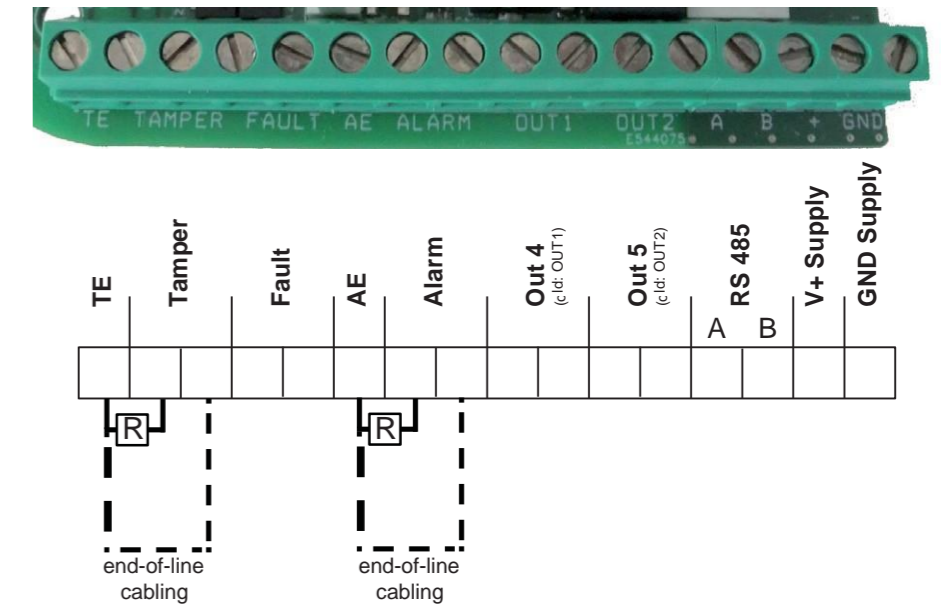 TE TAMPER FAULT AE ALARM OUT1 OUT2 A B + GND
E544075
TE
Tamper
Fault
AE
Alarm
Out 4
(cld: OUT1)
Out 5
(cld: OUT2)
RS 485
V+ Supply
GND Supply
A B
R R
end-of-line
cabling
end-of-line
cabling